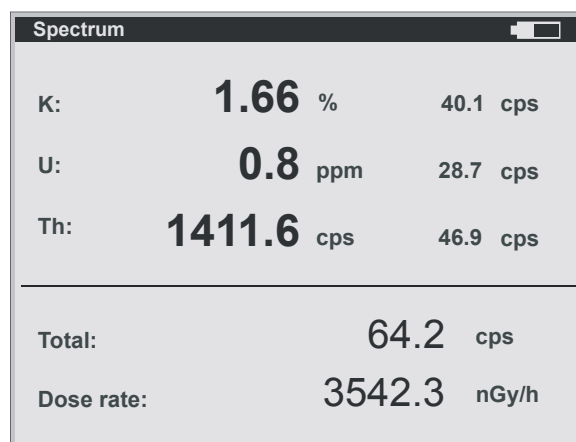 Spectrum
K: 1.66 % 40.1 cps
U: 0.8 ppm 28.7 cps
Th: 1411.6 cps 46.9 cps
Total: 64.2 cps
Dose rate: 3542.3 nGy/h